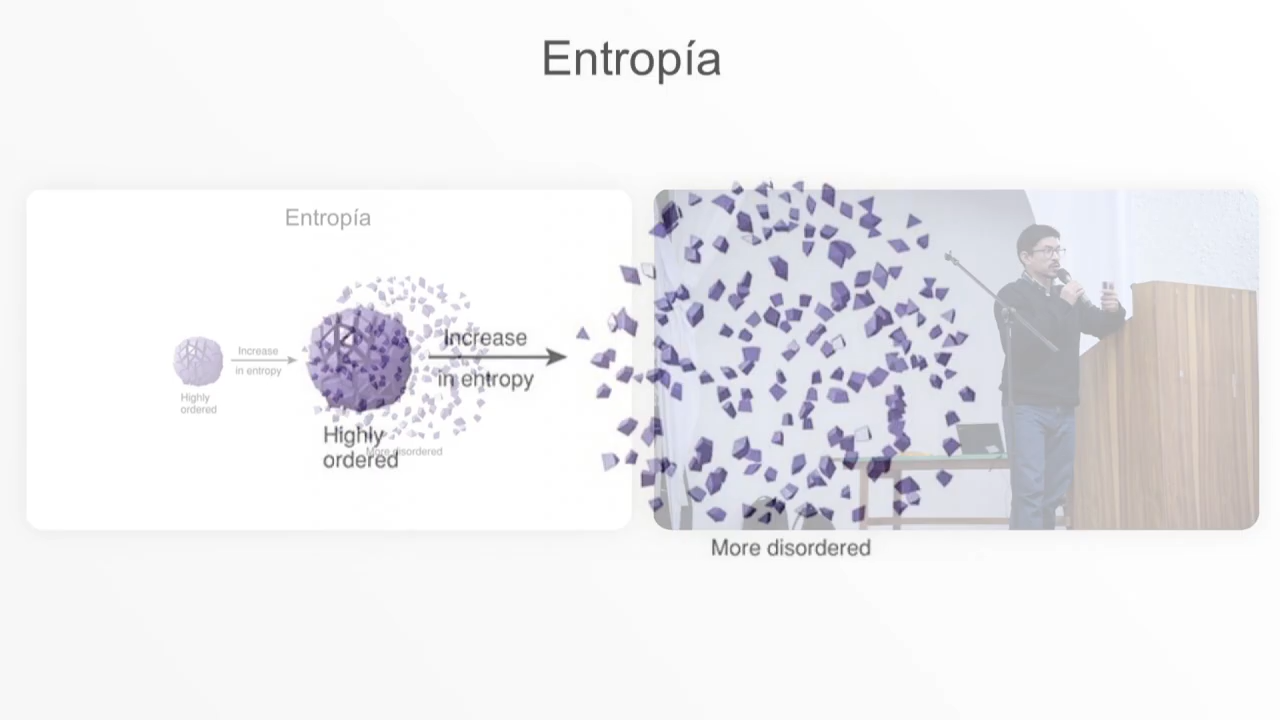 Entropía
Entropía
Increase
in entropy
Highly
ordered
More disordered
Increase
in entropy
Highly
ordered
More disordered